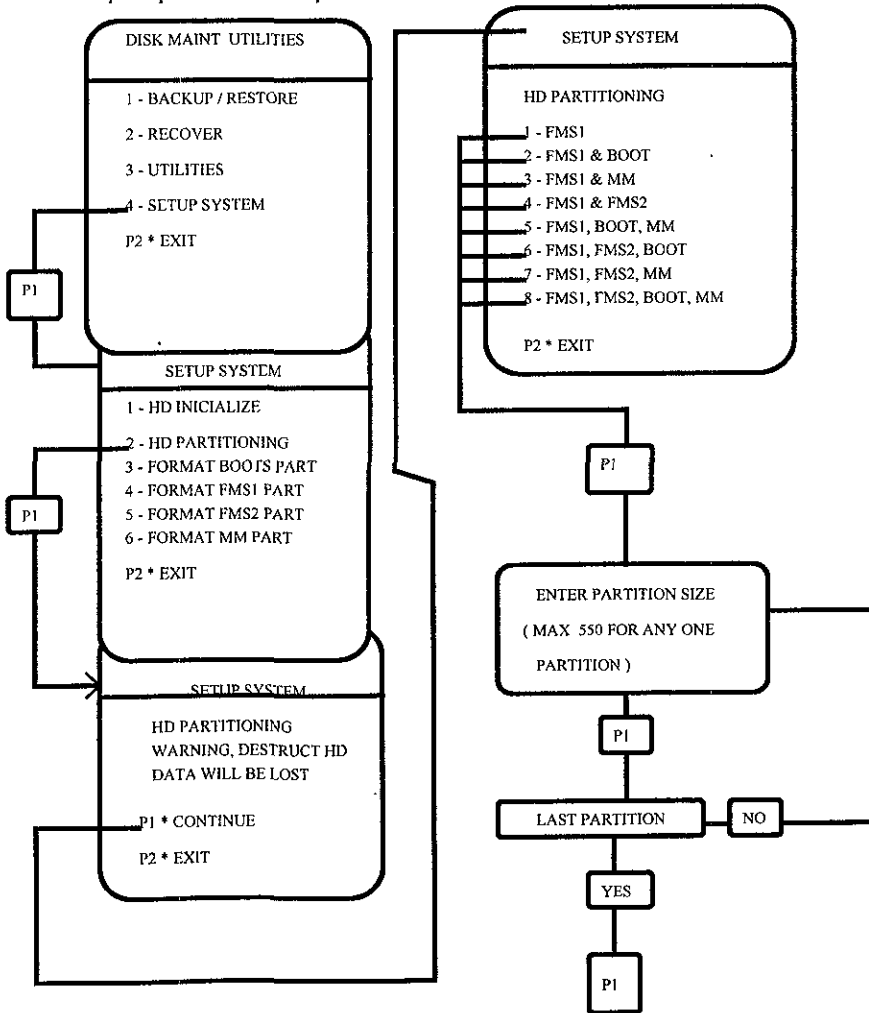 DISK MAINT UTILITIES
1 - BACKUP / RESTORE
2 - RECOVER
3 - UTILITIES
4 - SETUP SYSTEM
P2 * EXIT
P1
SETUP SYSTEM
1 - HD INICIALIZE
2 - HD PARTITIONING
3 - FORMAT BOOTS PART
4 - FORMAT FMS1 PART
5 - FORMAT FMS2 PART
6 - FORMAT MM PART
P2 * EXIT
P1
SETUP SYSTEM
HD PARTITIONING
WARNING, DESTRUCT HD
DATA WILL BE LOST
P1 * CONTINUE
P2 * EXIT
SETUP SYSTEM
HD PARTITIONING
1 - FMS1
2 - FMS1 & BOOT
3 - FMS1 & MM
4 - FMS1 & FMS2
5 - FMS1, BOOT, MM
6 - FMS1, FMS2, BOOT
7 - FMS1, FMS2, MM
8 - FMS1, FMS2, BOOT, MM
P2 * EXIT
P1
ENTER PARTITION SIZE
( MAX 550 FOR ANY ONE
PARTITION )
P1
LAST PARTITION
NO
YES
P1